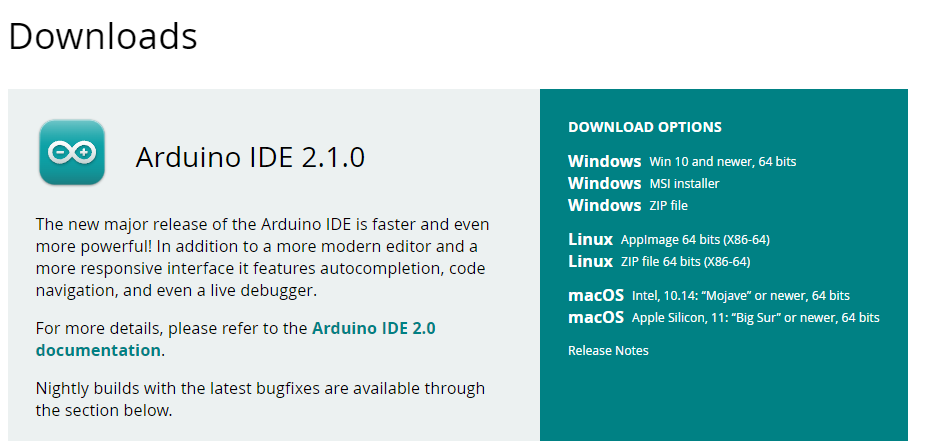 Downloads
Arduino IDE 2.1.0
The new major release of the Arduino IDE is faster and even
more powerful! In addition to a more modern editor and a
more responsive interface it features autocompletion, code
navigation, and even a live debugger.
For more details, please refer to the Arduino IDE 2.0
documentation.
Nightly builds with the latest bugfixes are available through
the section below.
DOWNLOAD OPTIONS
Windows Win 10 and newer, 64 bits
Windows MSI installer
Windows ZIP file
Linux AppImage 64 bits (X86-64)
Linux ZIP file 64 bits (X86-64)
macOS Intel, 10.14: “Mojave” or newer, 64 bits
macOS Apple Silicon, 11: “Big Sur” or newer, 64 bits
Release Notes